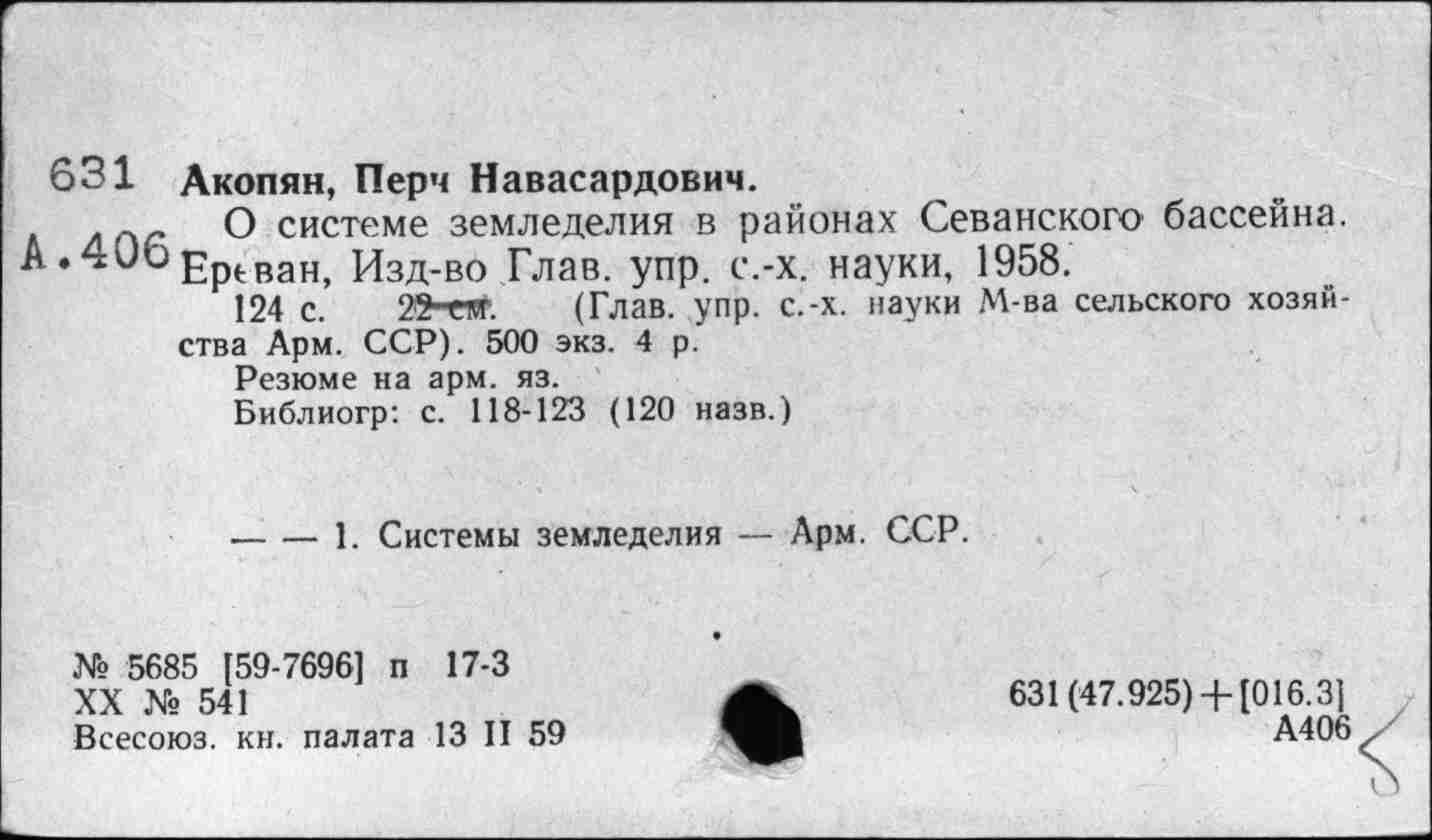 631 Акопян, Перч Навасардович.
О системе земледелия в районах Севанского бассейна.
А.406 Ереван, Изд-во Глав. упр. с.-х. науки, 1958.
124 с. 22 см. (Глав. упр. с.-х. науки М-ва сельского хозяй-
ства Арм. ССР). 500 экз. 4 р.
Резюме на арм. яз.
Библиогр: с. 118-123 (120 назв.)
— — 1. Системы земледелия — Арм. ССР.
№ 5685 [59-7696] п 17-3
XX № 541
Всесоюз. кн. палата 13 II 59
631 (47.925) + [016.3]
А406